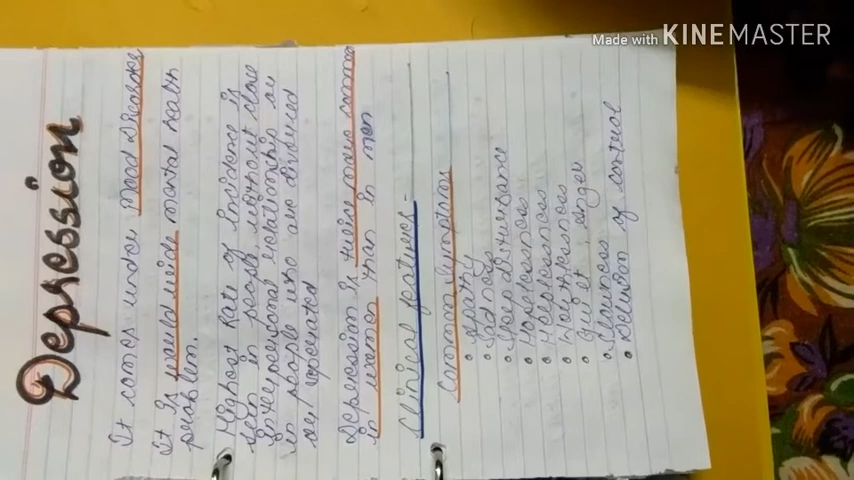 Made with KINEMASTER
Depression
It comes under mood disorders
It is world wide mental health
problem.
Highest Rate of incidence is
seen in people without close
interpersonal relationship or
in people who are divorced
or seperated
Depression is twice more common
in women than in men
Clinical features -
Common Symptoms
• Apathy
• Sadness
• Sleep disturbance
• Hopelessness
• Helplessness
• Worthlessness
• Guilt anger
• Slowness
• Delusion of control